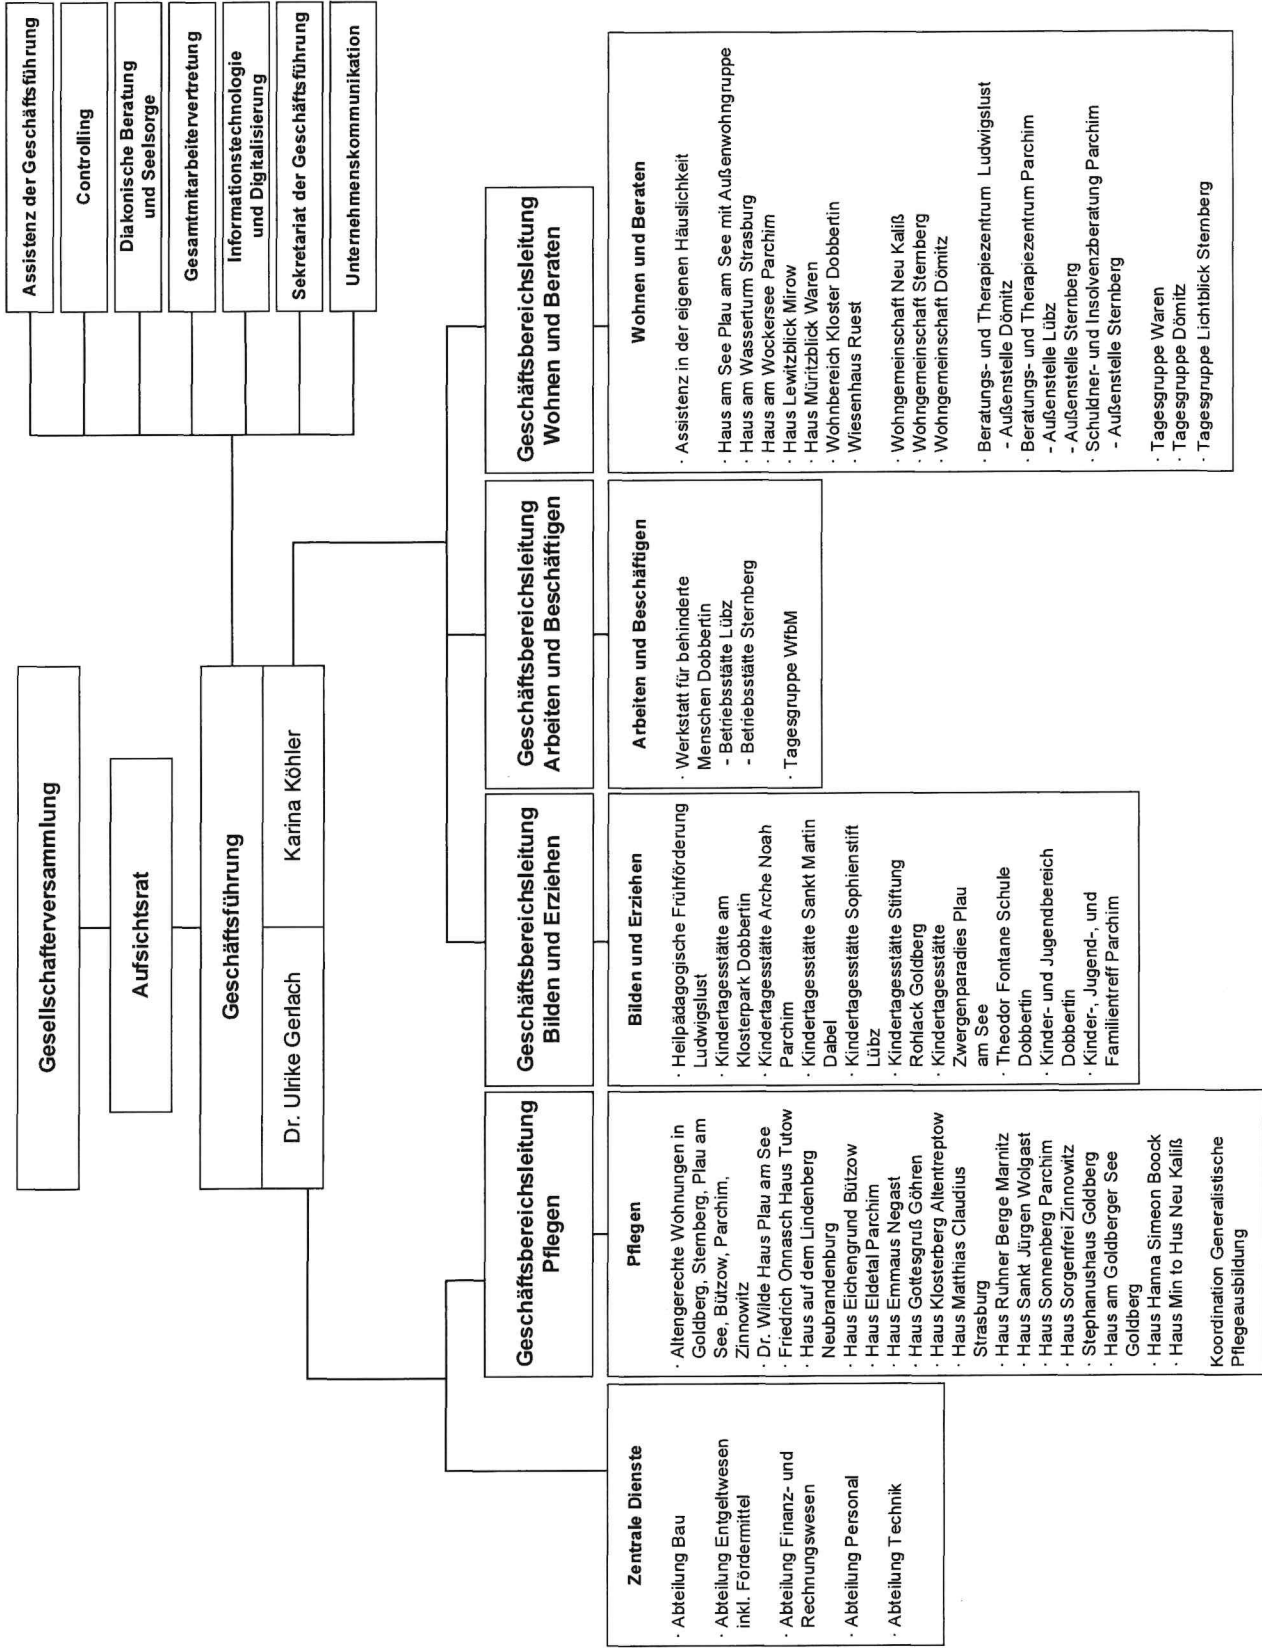 Gesellschafterversammlung
Aufsichtsrat
Geschäftsführung
Dr. Ulrike Gerlach
Karina Köhler
Assistenz der Geschäftsführung
Controlling
Diakonische Beratung
und Seelsorge
Gesamtmitarbeitervertretung
Informationstechnologie
und Digitalisierung
Sekretariat der Geschäftsführung
Unternehmenskommunikation
Zentrale Dienste
· Abteilung Bau
· Abteilung Entgeltwesen
inkl. Fördermittel
· Abteilung Finanz- und
Rechnungswesen
· Abteilung Personal
· Abteilung Technik
Geschäftsbereichsleitung
Pflegen
Pflegen
· Altengerechte Wohnungen in
Goldberg, Sternberg, Plau am
See, Bützow, Parchim,
Zinnowitz
· Dr. Wilde Haus Plau am See
· Friedrich Onnasch Haus Tutow
· Haus auf dem Lindenberg
Neubrandenburg
· Haus Eichengrund Bützow
· Haus Eldetal Parchim
· Haus Emmaus Negast
· Haus Gottesgruß Göhren
· Haus Klosterberg Altentreptow
· Haus Matthias Claudius
Strasburg
· Haus Ruhner Berge Marnitz
· Haus Sankt Jürgen Wolgast
· Haus Sonnenberg Parchim
· Haus Sorgenfrei Zinnowitz
· Stephanushaus Goldberg
· Haus am Goldberger See
Goldberg
· Haus Hanna Simeon Boock
· Haus Min to Hus Neu Kaliß
Koordination Generalistische
Pflegeausbildung
Geschäftsbereichsleitung
Bilden und Erziehen
Bilden und Erziehen
· Heilpädagogische Frühförderung
Ludwigslust
· Kindertagesstätte am
Klosterpark Dobbertin
· Kindertagesstätte Arche Noah
Parchim
· Kindertagesstätte Sankt Martin
Dabel
· Kindertagesstätte Sophienstift
Lübz
· Kindertagesstätte Stiftung
Rohlack Goldberg
· Kindertagesstätte
Zwergenparadies Plau
am See
· Theodor Fontane Schule
Dobbertin
· Kinder- und Jugendbereich
Dobbertin
· Kinder-, Jugend-, und
Familientreff Parchim
Geschäftsbereichsleitung
Arbeiten und Beschäftigen
Arbeiten und Beschäftigen
· Werkstatt für behinderte
Menschen Dobbertin
- Betriebsstätte Lübz
- Betriebsstätte Sternberg
· Tagesgruppe WfbM
Geschäftsbereichsleitung
Wohnen und Beraten
Wohnen und Beraten
· Assistenz in der eigenen Häuslichkeit
· Haus am See Plau am See mit Außenwohngruppe
· Haus am Wasserturm Strasburg
· Haus am Wockersee Parchim
· Haus Lewitzblick Mirow
· Haus Müritzblick Waren
· Wohnbereich Kloster Dobbertin
· Wiesenhaus Ruest
· Wohngemeinschaft Neu Kaliß
· Wohngemeinschaft Sternberg
· Wohngemeinschaft Dömitz
· Beratungs- und Therapiezentrum Ludwigslust
- Außenstelle Dömitz
· Beratungs- und Therapiezentrum Parchim
- Außenstelle Lübz
- Außenstelle Sternberg
· Schuldner- und Insolvenzberatung Parchim
- Außenstelle Sternberg
· Tagesgruppe Waren
· Tagesgruppe Dömitz
· Tagesgruppe Lichtblick Sternberg